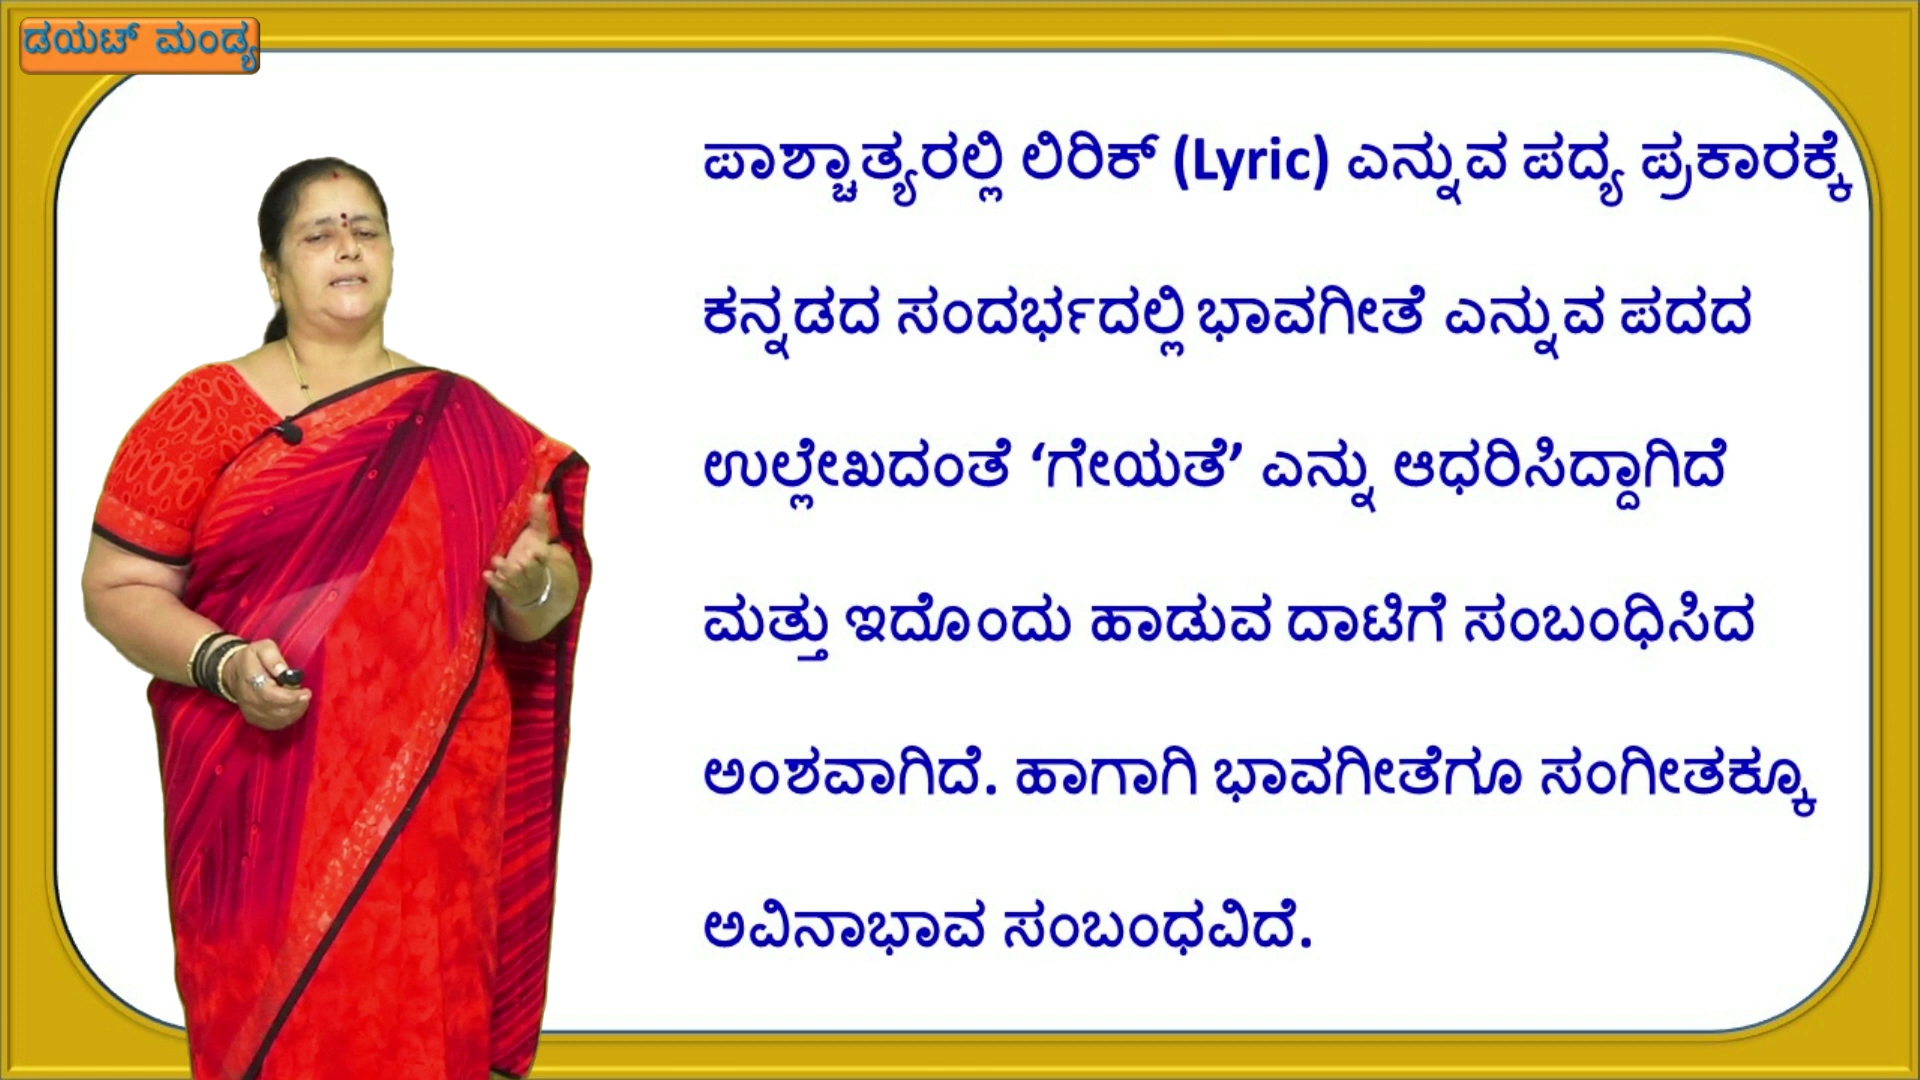 ಡಯಟ್ ಮಂಡ್ಯ
ಪಾಶ್ಚಾತ್ಯರಲ್ಲಿ ಲಿರಿಕ್ (Lyric) ಎನ್ನುವ ಪದ್ಯ ಪ್ರಕಾರಕ್ಕೆ
ಕನ್ನಡದ ಸಂದರ್ಭದಲ್ಲಿ ಭಾವಗೀತೆ ಎನ್ನುವ ಪದದ
ಉಲ್ಲೇಖದಂತೆ ‘ಗೇಯತೆ’ ಎನ್ನು ಆಧರಿಸಿದ್ದಾಗಿದೆ
ಮತ್ತು ಇದೊಂದು ಹಾಡುವ ದಾಟಿಗೆ ಸಂಬಂಧಿಸಿದ
ಅಂಶವಾಗಿದೆ. ಹಾಗಾಗಿ ಭಾವಗೀತೆಗೂ ಸಂಗೀತಕ್ಕೂ
ಅವಿನಾಭಾವ ಸಂಬಂಧವಿದೆ.